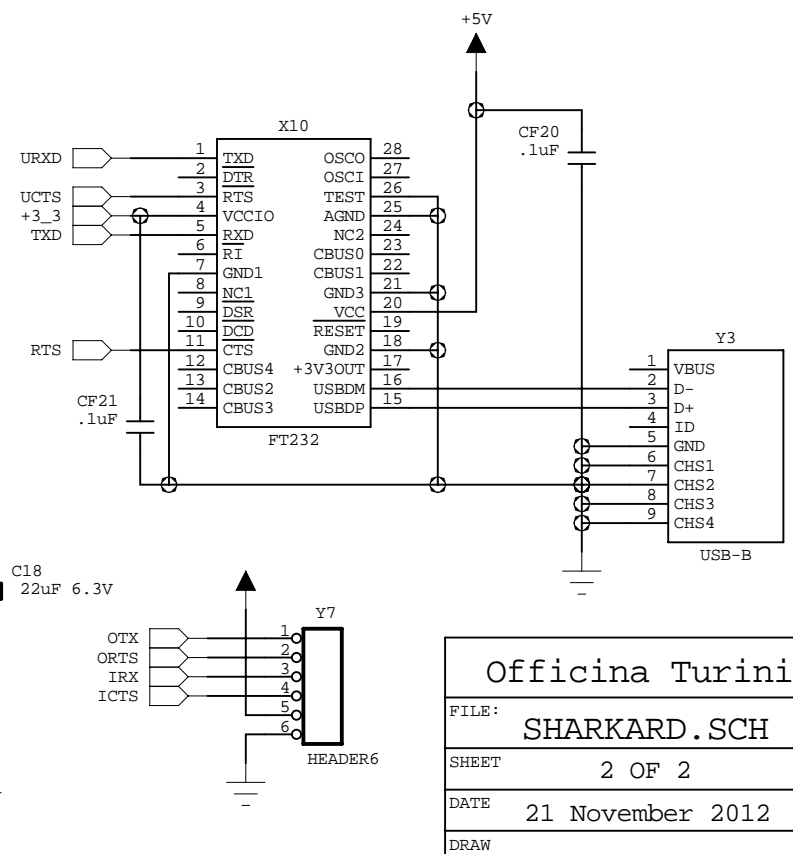 +5V
X10
URXD 1 TXD OSCO 28
2 DTR OSCI 27
UCTS 3 RTS TEST 26
+3_3 4 VCCIO AGND 25
TXD 5 RXD NC2 24
6 RI CBUS0 23
7 GND1 CBUS1 22
8 NC1 GND3 21
9 DSR VCC 20
10 DCD RESET 19
RTS 11 CTS GND2 18
12 CBUS4 +3V3OUT 17
13 CBUS2 USBDM 16
14 CBUS3 USBDP 15
FT232
CF20
.1uF
CF21
.1uF
Y3
1 VBUS
2 D-
3 D+
4 ID
5 GND
6 CHS1
7 CHS2
8 CHS3
9 CHS4
USB-B
C18
22uF 6.3V
Y7
OTX 1
ORTS 2
IRX 3
ICTS 4
5
6
HEADER6
Officina Turini
FILE: SHARKARD.SCH
SHEET 2 OF 2
DATE 21 November 2012
DRAW